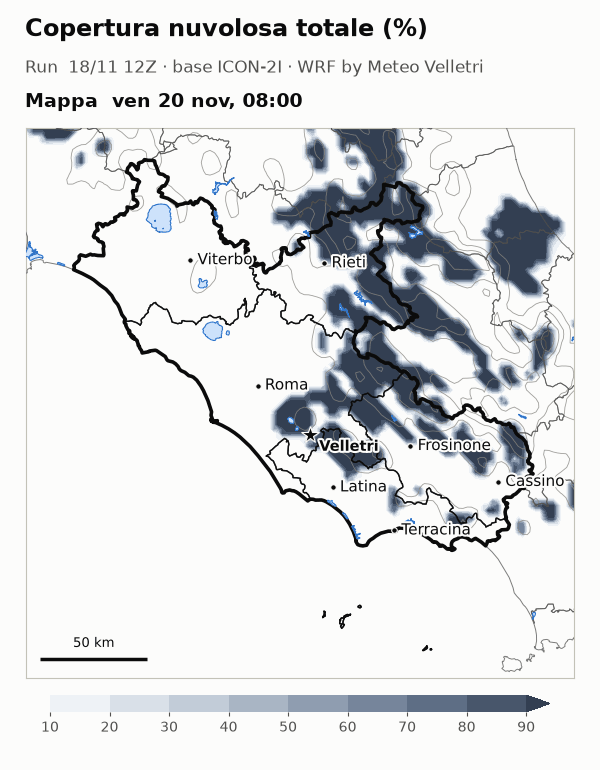 Copertura nuvolosa totale (%)
Run 18/11 12Z · base ICON-2I · WRF by Meteo Velletri
Mappa ven 20 nov, 08:00
Viterbo
Rieti
Roma
Velletri
Frosinone
Latina
Cassino
Terracina
50 km
10 20 30 40 50 60 70 80 90